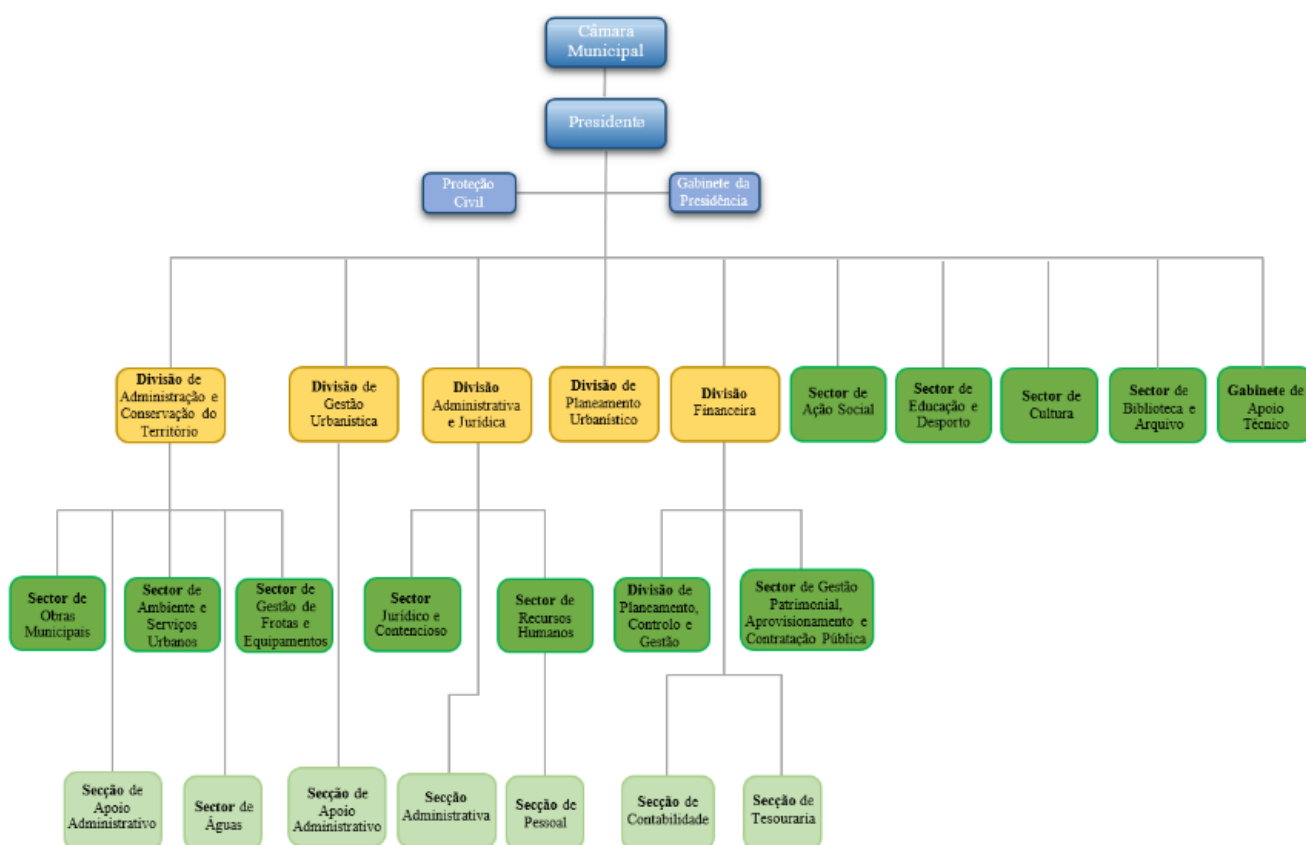 Câmara
Municipal
Presidente
Proteção
Civil
Gabinete da
Presidência
Divisão de
Administração e
Conservação do
Território
Divisão de
Gestão
Urbanística
Divisão
Administrativa
e Jurídica
Divisão de
Planeamento
Urbanístico
Divisão
Financeira
Sector de
Ação Social
Sector de
Educação e
Desporto
Sector de
Cultura
Sector de
Biblioteca e
Arquivo
Gabinete de
Apoio
Técnico
Sector de
Obras
Municipais
Sector de
Ambiente e
Serviços
Urbanos
Sector de
Gestão de
Frotas e
Equipamentos
Sector
Jurídico e
Contencioso
Sector de
Recursos
Humanos
Divisão de
Planeamento,
Controlo e
Gestão
Sector de Gestão
Patrimonial,
Aprovisionamento e
Contratação Pública
Secção de
Apoio
Administrativo
Sector de
Águas
Secção de
Apoio
Administrativo
Secção
Administrativa
Secção de
Pessoal
Secção de
Contabilidade
Secção de
Tesouraria